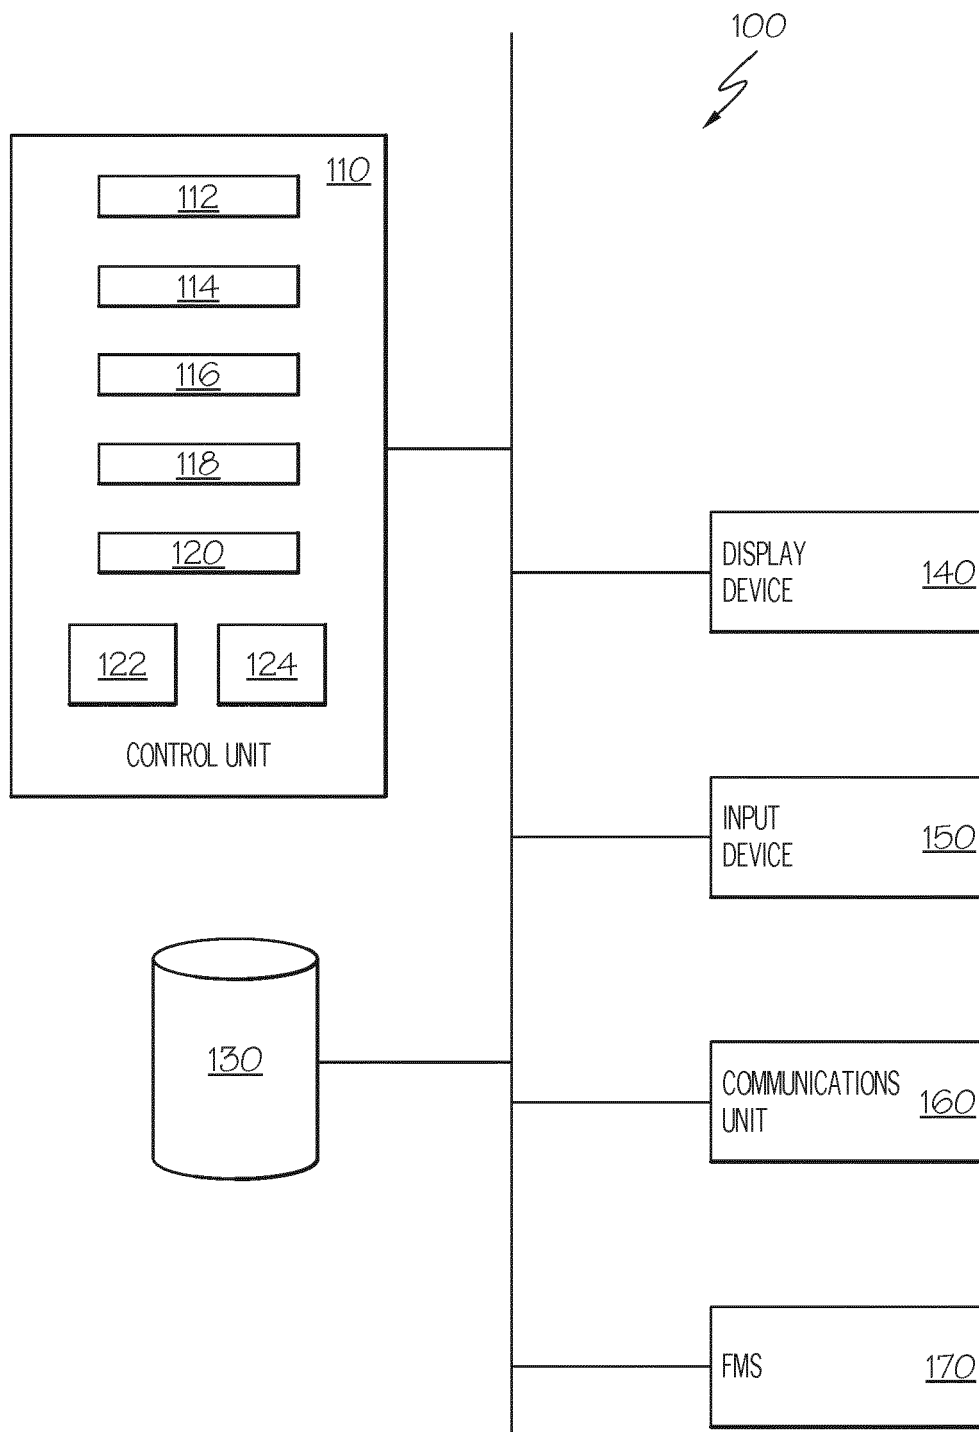 100
110
112
114
116
118
120
122 124
CONTROL UNIT
DISPLAY
DEVICE 140
INPUT
DEVICE 150
130
COMMUNICATIONS
UNIT 160
FMS 170